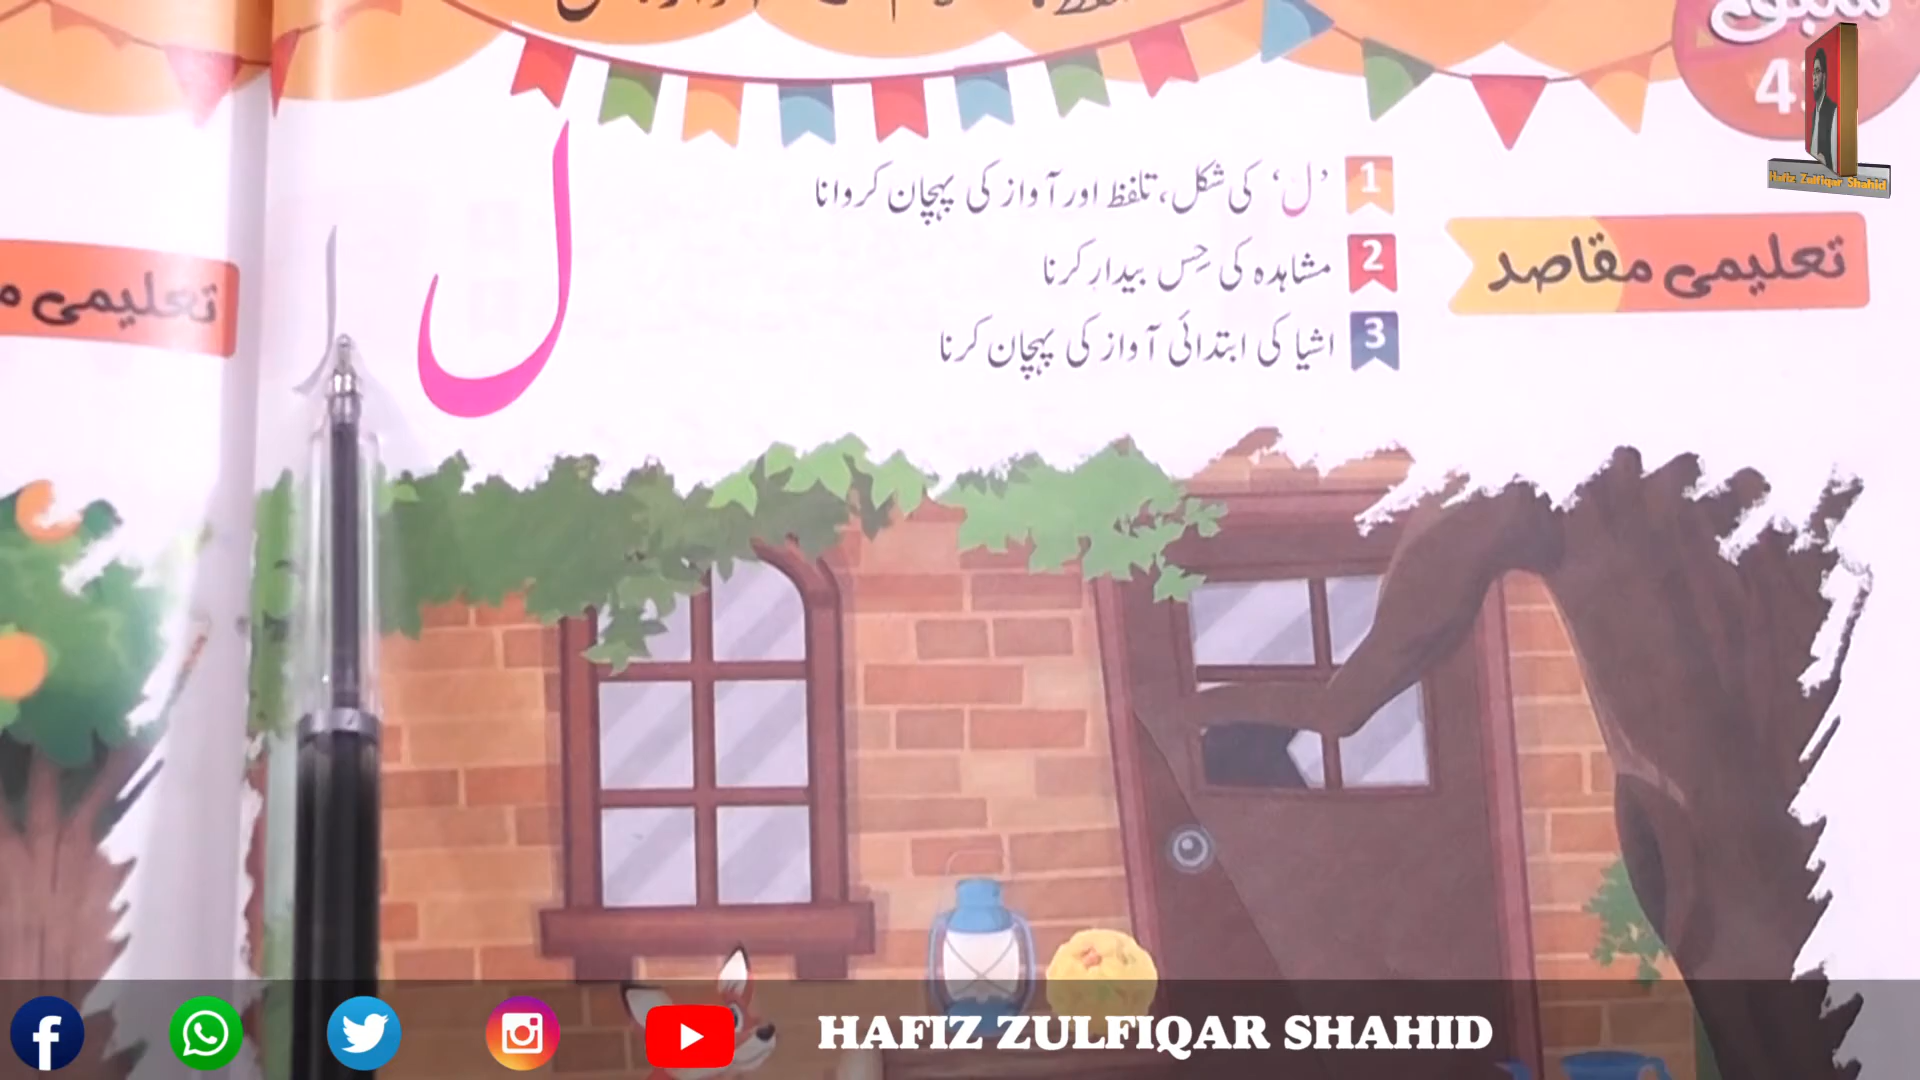 ’ل‘ کی شکل، تلفظ اور آواز کی پہچان کروانا
1
مشاہدہ کی حِس بیدار کرنا
2
اشیا کی ابتدائی آواز کی پہچان کرنا
3
تعلیمی مقاصد
ل
تعلیمی
Hafiz Zulfiqar Shahid
HAFIZ ZULFIQAR SHAHID